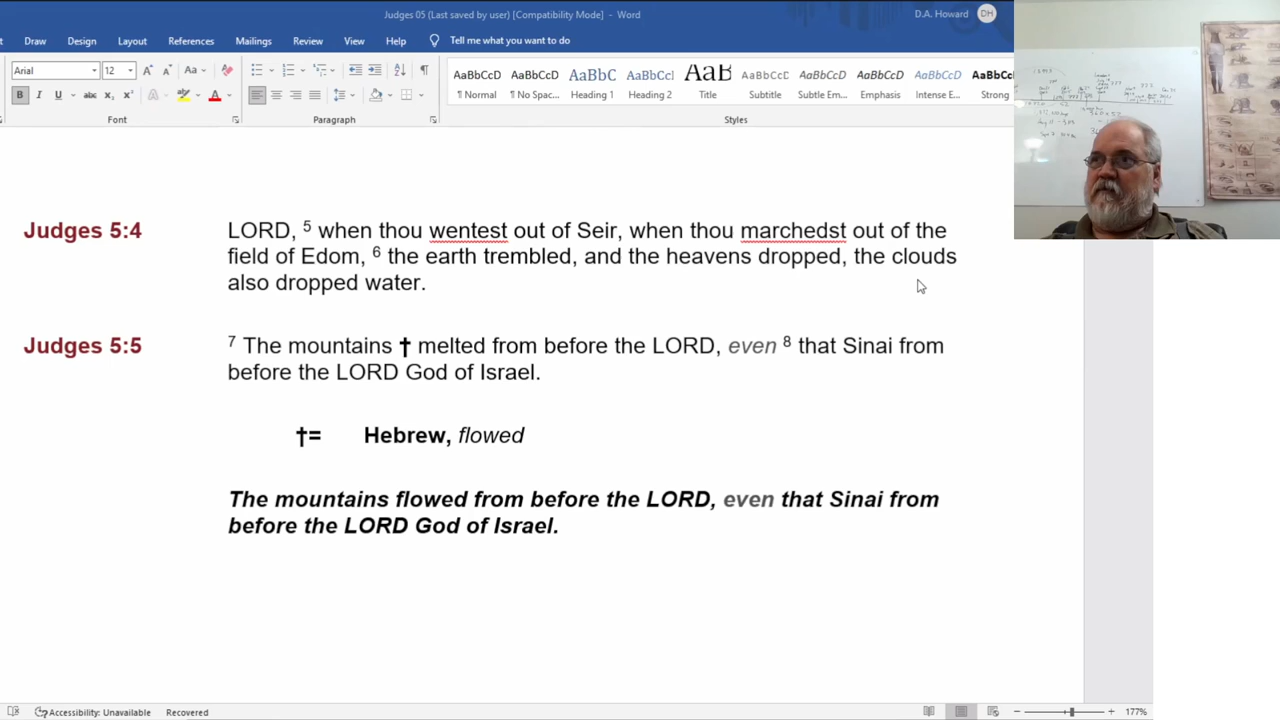 Judges 05 (Last saved by user) [Compatibility Mode] - Word
D.A. Howard DH
Draw Design Layout References Mailings Review View Help Tell me what you want to do
Arial 12 Aa
AaBbCcD AaBbCcD AaBbC AaBbCcI AaB AaBbCcD AaBbCcD AaBbCcD AaBbCcD AaBbCc
B I U abc x₂ x² A A
¶ Normal ¶ No Spac... Heading 1 Heading 2 Title Subtitle Subtle Em... Emphasis Intense E... Strong
Font Paragraph Styles
Judges 5:4 LORD, ⁵ when thou wentest out of Seir, when thou marchedst out of the
field of Edom, ⁶ the earth trembled, and the heavens dropped, the clouds
also dropped water.
Judges 5:5 ⁷ The mountains † melted from before the LORD, even ⁸ that Sinai from
before the LORD God of Israel.
†= Hebrew, flowed
The mountains flowed from before the LORD, even that Sinai from
before the LORD God of Israel.
Accessibility: Unavailable Recovered 177%